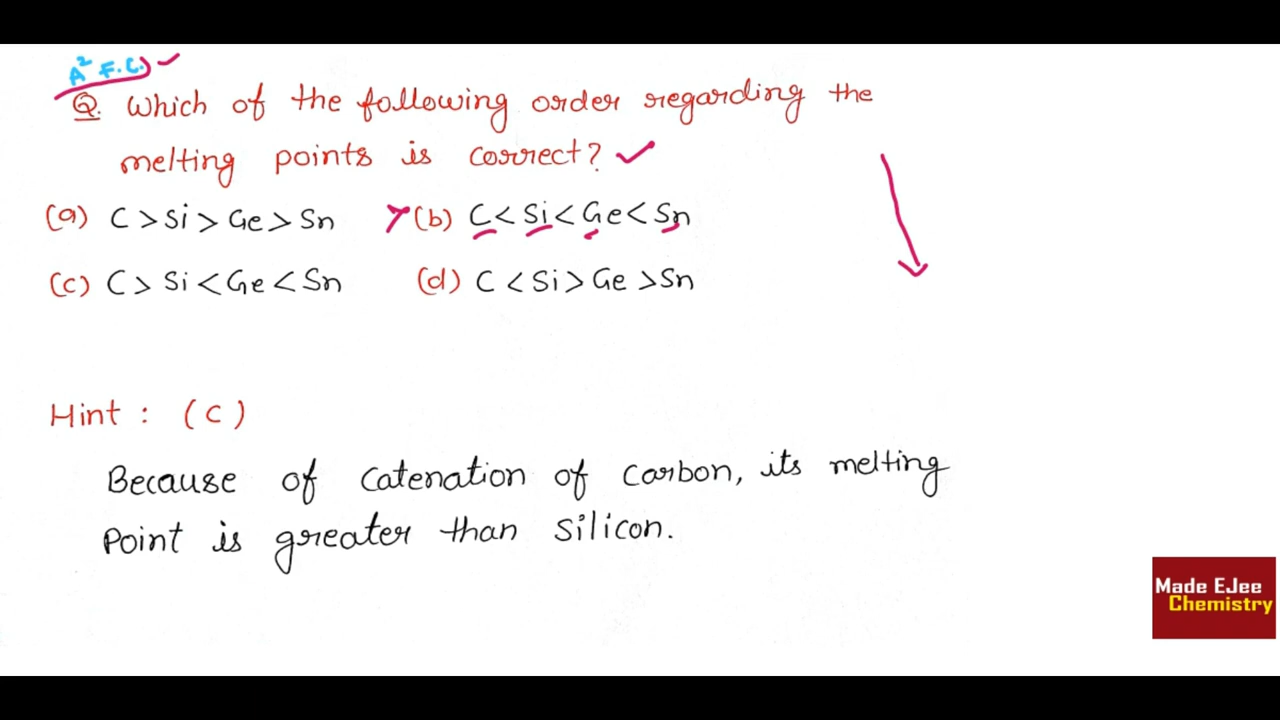 A² F.C.)
Q. Which of the following order regarding the
melting points is correct?
(a) C > Si > Ge > Sn (b) C < Si < Ge < Sn
(c) C > Si < Ge < Sn (d) C < Si > Ge > Sn
Hint : (C)
Because of catenation of carbon, its melting
Point is greater than silicon.
Made EJee
Chemistry